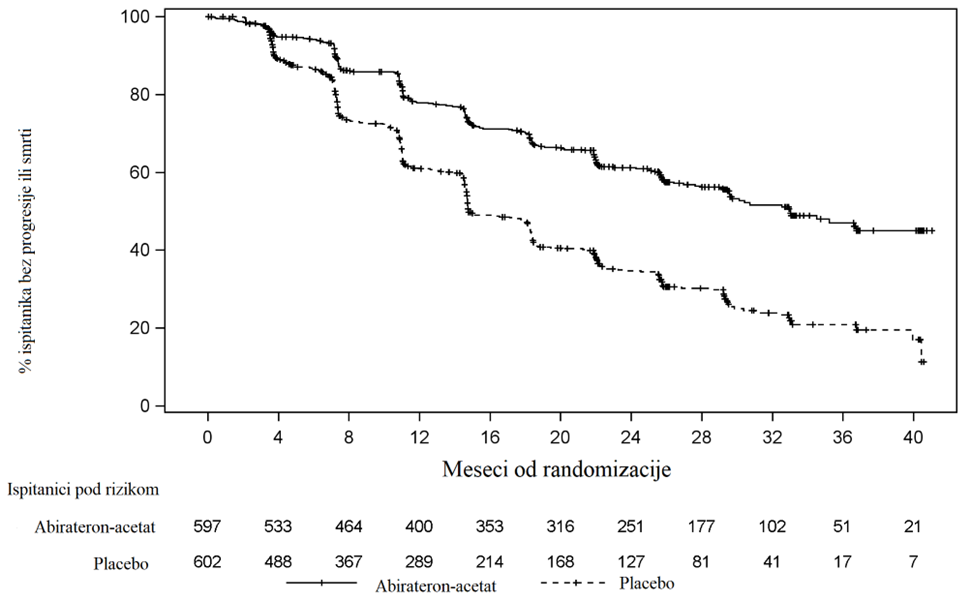 % ispitanika bez progresije ili smrti
100
80
60
40
20
0
0 4 8 12 16 20 24 28 32 36 40
Meseci od randomizacije
Ispitanici pod rizikom
Abirateron-acetat 597 533 464 400 353 316 251 177 102 51 21
Placebo 602 488 367 289 214 168 127 81 41 17 7
Abirateron-acetat Placebo